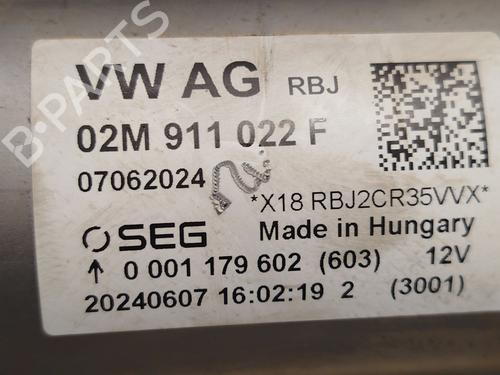 B-PARTS
VW AG RBJ
02M 911 022 F
07062024
*X18 RBJ2CR35VVX*
SEG Made in Hungary
↑ 0 001 179 602 (603) 12V
20240607 16:02:19 2 (3001)